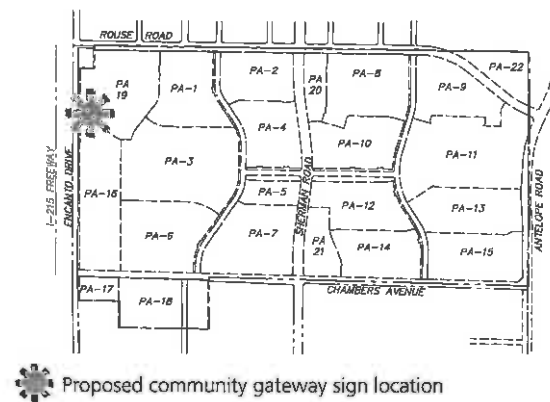 ROUSE ROAD
PA-2
PA-8
PA-22
PA 19
PA-1
PA 20
PA-9
PA-4
PA-10
PA-3
PA-11
I-215 FREEWAY
ENCANTO DRIVE
PA-16
PA-5
SHERMAN ROAD
PA-12
PA-13
ANTELOPE ROAD
PA-6
PA-7
PA 21
PA-14
PA-15
PA-17
PA-18
CHAMBERS AVENUE
Proposed community gateway sign location